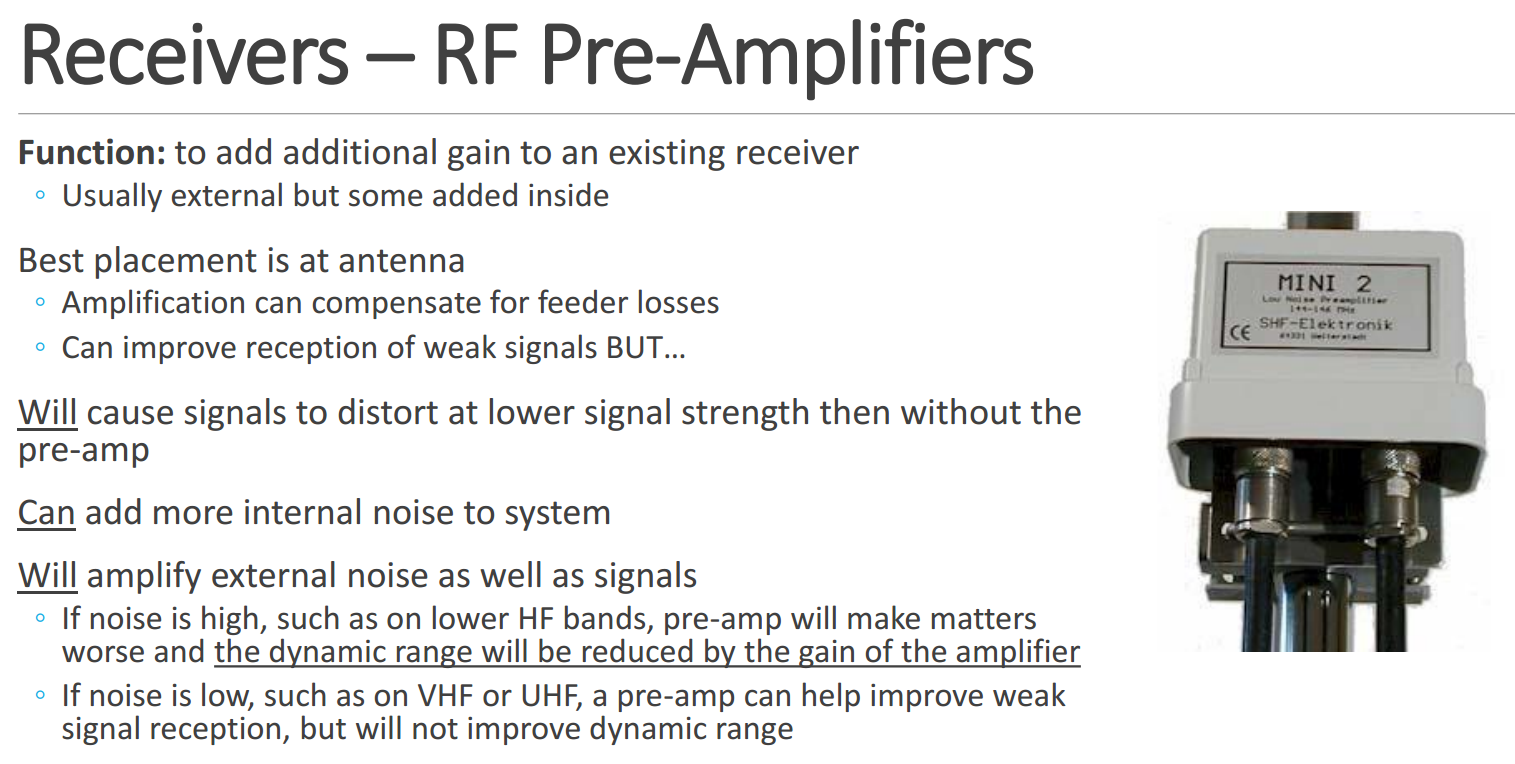 Receivers – RF Pre-Amplifiers
Function: to add additional gain to an existing receiver
◦ Usually external but some added inside
Best placement is at antenna
◦ Amplification can compensate for feeder losses
◦ Can improve reception of weak signals BUT…
Will cause signals to distort at lower signal strength then without the
pre-amp
Can add more internal noise to system
Will amplify external noise as well as signals
◦ If noise is high, such as on lower HF bands, pre-amp will make matters
worse and the dynamic range will be reduced by the gain of the amplifier
◦ If noise is low, such as on VHF or UHF, a pre-amp can help improve weak
signal reception, but will not improve dynamic range
MINI 2
Low Noise Preamplifier
144-146 MHz
CE SHF-Elektronik